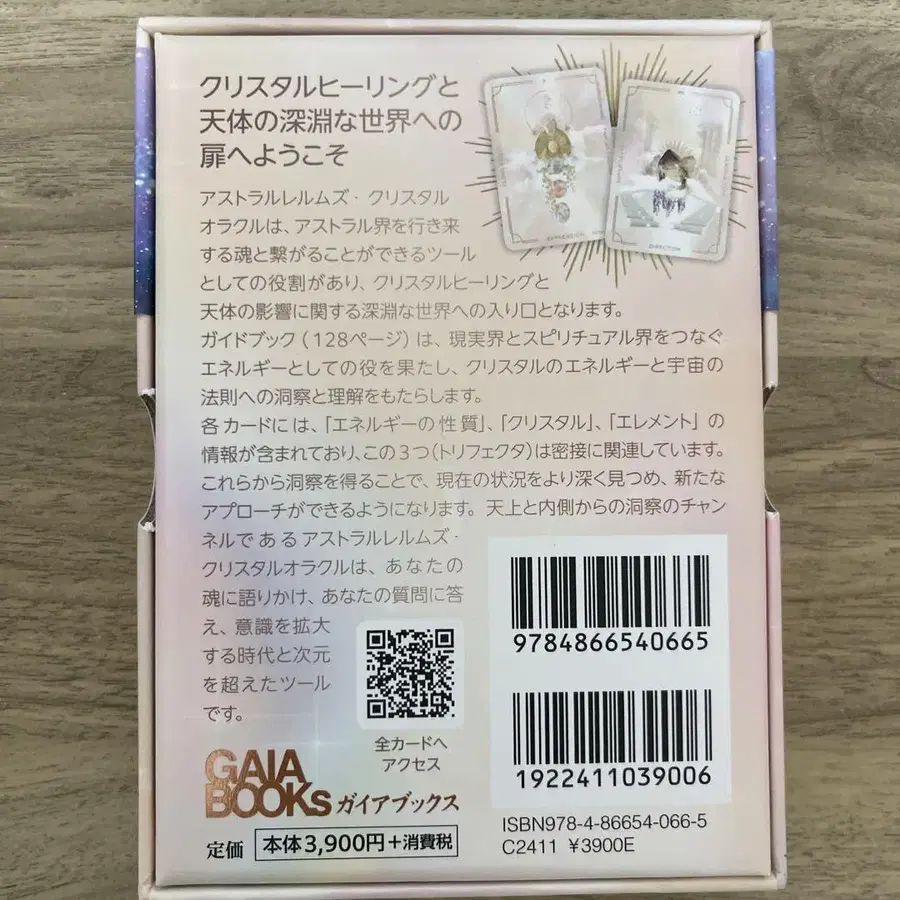 クリスタルヒーリングと
天体の深淵な世界への
扉へようこそ
アストラルレルムズ・クリスタル
オラクルは、アストラル界を行き来
する魂と繋がることができるツール
としての役割があり、クリスタルヒーリングと
天体の影響に関する深淵な世界への入り口となります。
ガイドブック（128ページ）は、現実界とスピリチュアル界をつなぐ
エネルギーとしての役を果たし、クリスタルのエネルギーと宇宙の
法則への洞察と理解をもたらします。
各カードには、「エネルギーの性質」、「クリスタル」、「エレメント」の
情報が含まれており、この3つ（トリフェクタ）は密接に関連しています。
これらから洞察を得ることで、現在の状況をより深く見つめ、新たな
アプローチができるようになります。天上と内側からの洞察のチャン
ネルであるアストラルレルムズ・
クリスタルオラクルは、あなたの
魂に語りかけ、あなたの質問に答
え、意識を拡大
する時代と次元
を超えたツール
です。
全カードへ
アクセス
GAIA
BOOKs ガイアブックス
定価 本体3,900円+消費税
9784866540665
1922411039006
ISBN978-4-86654-066-5
C2411 ¥3900E
DIRECTION